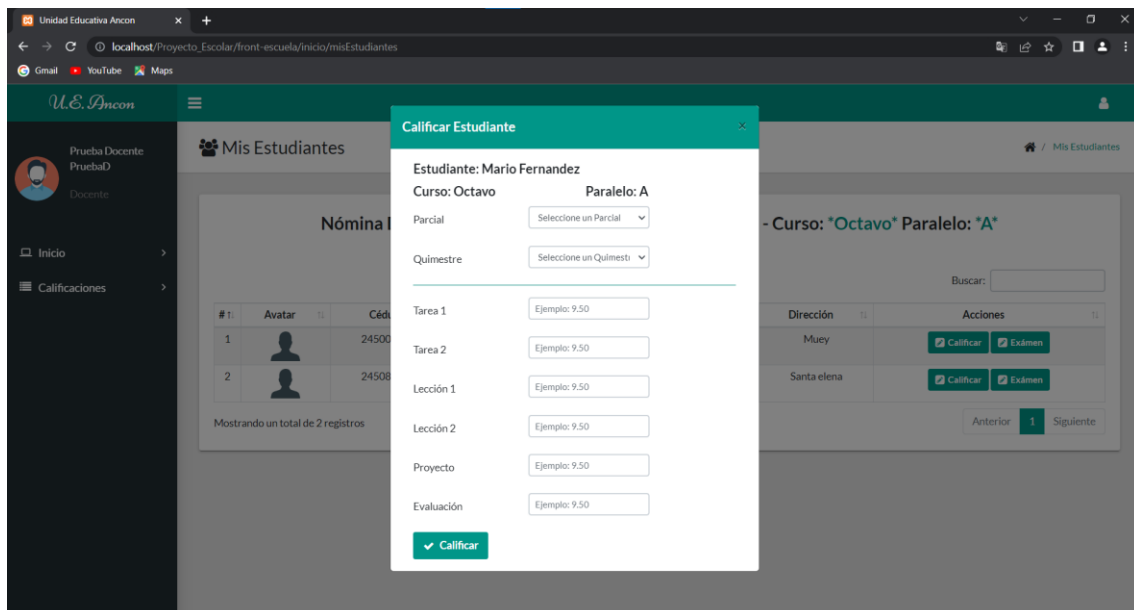 Unidad Educativa Ancon
localhost/Proyecto_Escolar/front-escuela/inicio/misEstudiantes
Gmail YouTube Maps
U.E. Ancon
Prueba Docente
PruebaD
Docente
Inicio
Calificaciones
Mis Estudiantes
/ Mis Estudiantes
Nómina - Curso: "Octavo" Paralelo: "A"
Buscar:
# Avatar Dirección Acciones
1 24500 Muey Calificar Exámen
2 24508 Santa elena Calificar Exámen
Mostrando un total de 2 registros
Anterior 1 Siguiente
Calificar Estudiante ×
Estudiante: Mario Fernandez
Curso: Octavo Paralelo: A
Parcial Seleccione un Parcial
Quimestre Seleccione un Quimest
Tarea 1 Ejemplo: 9.50
Tarea 2 Ejemplo: 9.50
Lección 1 Ejemplo: 9.50
Lección 2 Ejemplo: 9.50
Proyecto Ejemplo: 9.50
Evaluación Ejemplo: 9.50
Calificar